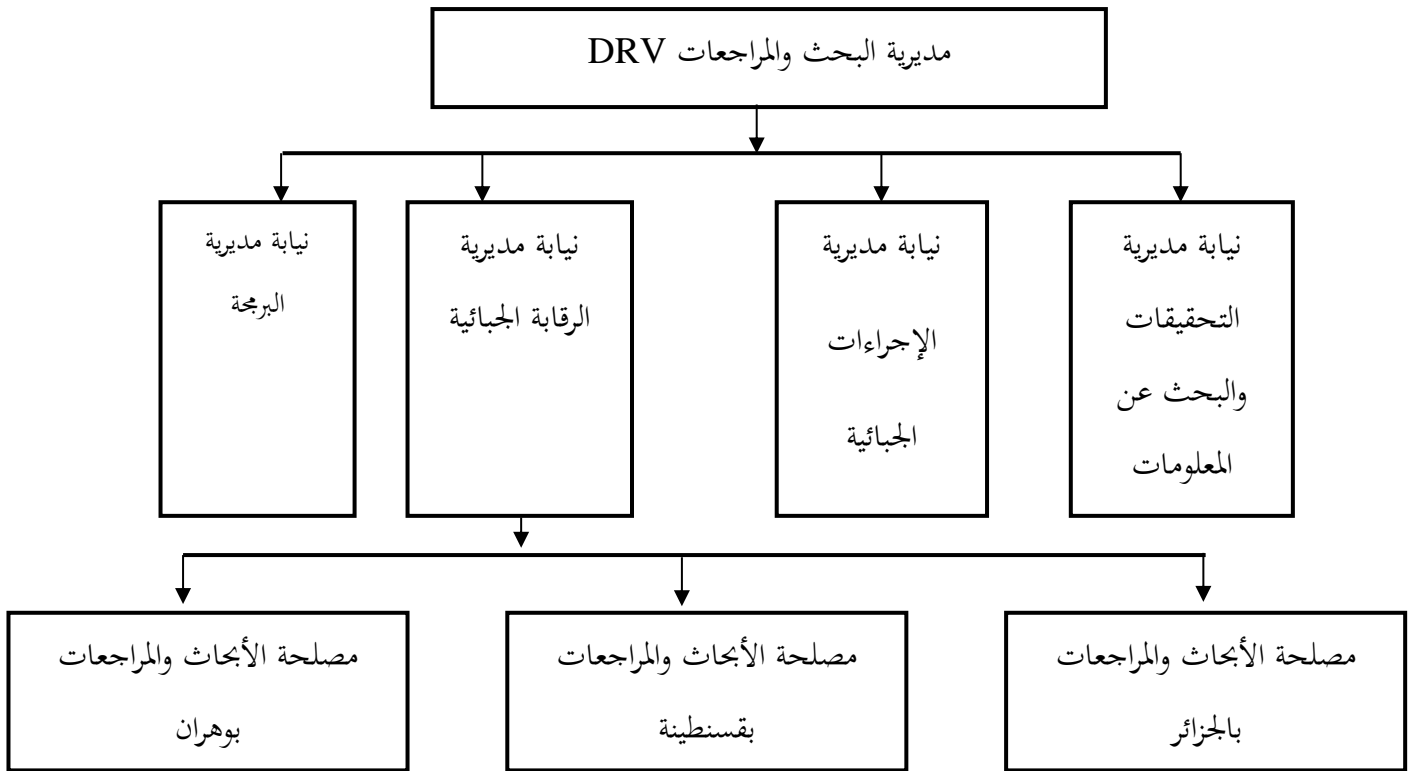 مديرية البحث والمراجعات DRV
نيابة مديرية
التحقيقات
والبحث عن
المعلومات
نيابة مديرية
الإجراءات
الجبائية
نيابة مديرية
الرقابة الجبائية
نيابة مديرية
البرمجة
مصلحة الأبحاث والمراجعات
بالجزائر
مصلحة الأبحاث والمراجعات
بقسنطينة
مصلحة الأبحاث والمراجعات
بوهران